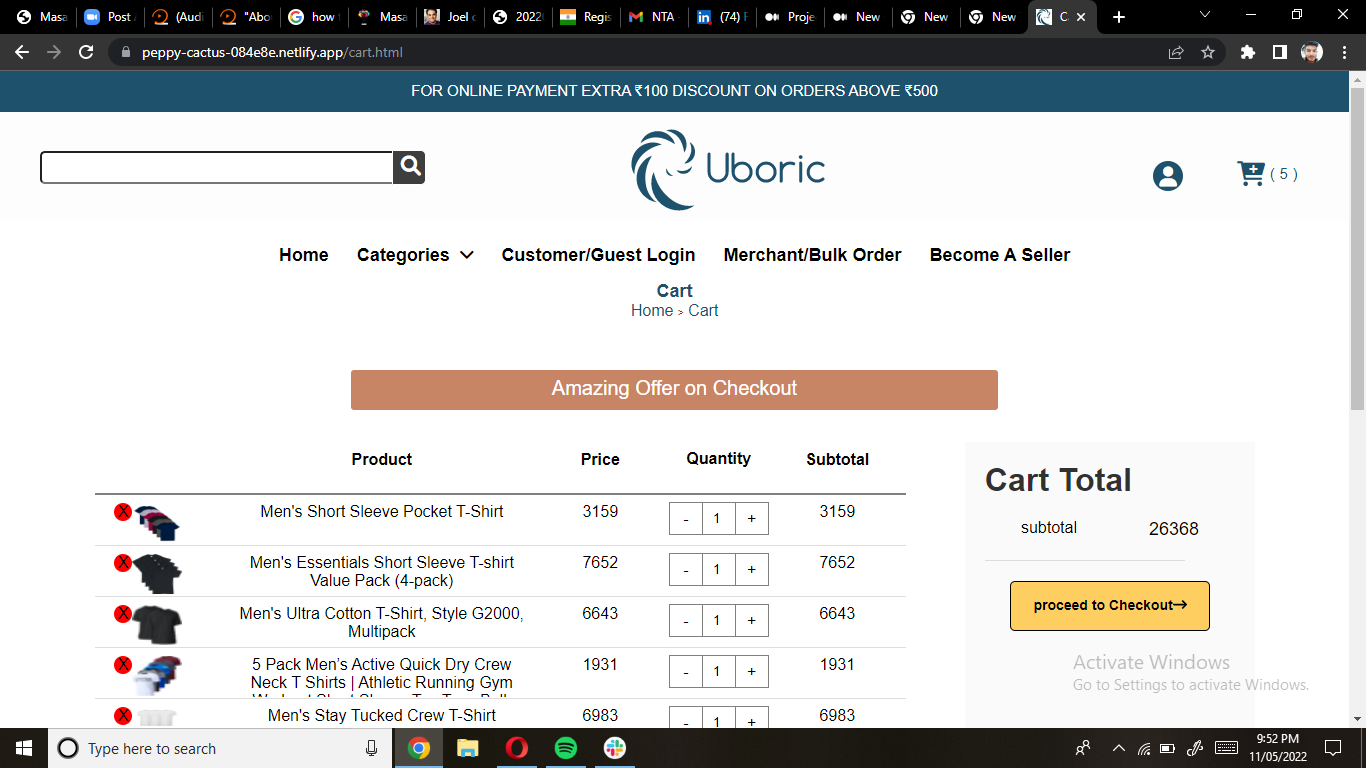 Masa
Post
(Audi
"Abo
how
Masa
Joel
2022
Regis
NTA
(74) F
Proje
New
New
New
C
peppy-cactus-084e8e.netlify.app/cart.html
FOR ONLINE PAYMENT EXTRA ₹100 DISCOUNT ON ORDERS ABOVE ₹500
Uboric
( 5 )
Home Categories Customer/Guest Login Merchant/Bulk Order Become A Seller
Cart
Home > Cart
Amazing Offer on Checkout
Product Price Quantity Subtotal
X Men's Short Sleeve Pocket T-Shirt 3159 - 1 + 3159
X Men's Essentials Short Sleeve T-shirt 7652 - 1 + 7652
Value Pack (4-pack)
X Men's Ultra Cotton T-Shirt, Style G2000, 6643 - 1 + 6643
Multipack
X 5 Pack Men's Active Quick Dry Crew 1931 - 1 + 1931
Neck T Shirts | Athletic Running Gym
X Men's Stay Tucked Crew T-Shirt 6983 - 1 + 6983
Cart Total
subtotal 26368
proceed to Checkout→
Activate Windows
Go to Settings to activate Windows.
Type here to search
9:52 PM
11/05/2022